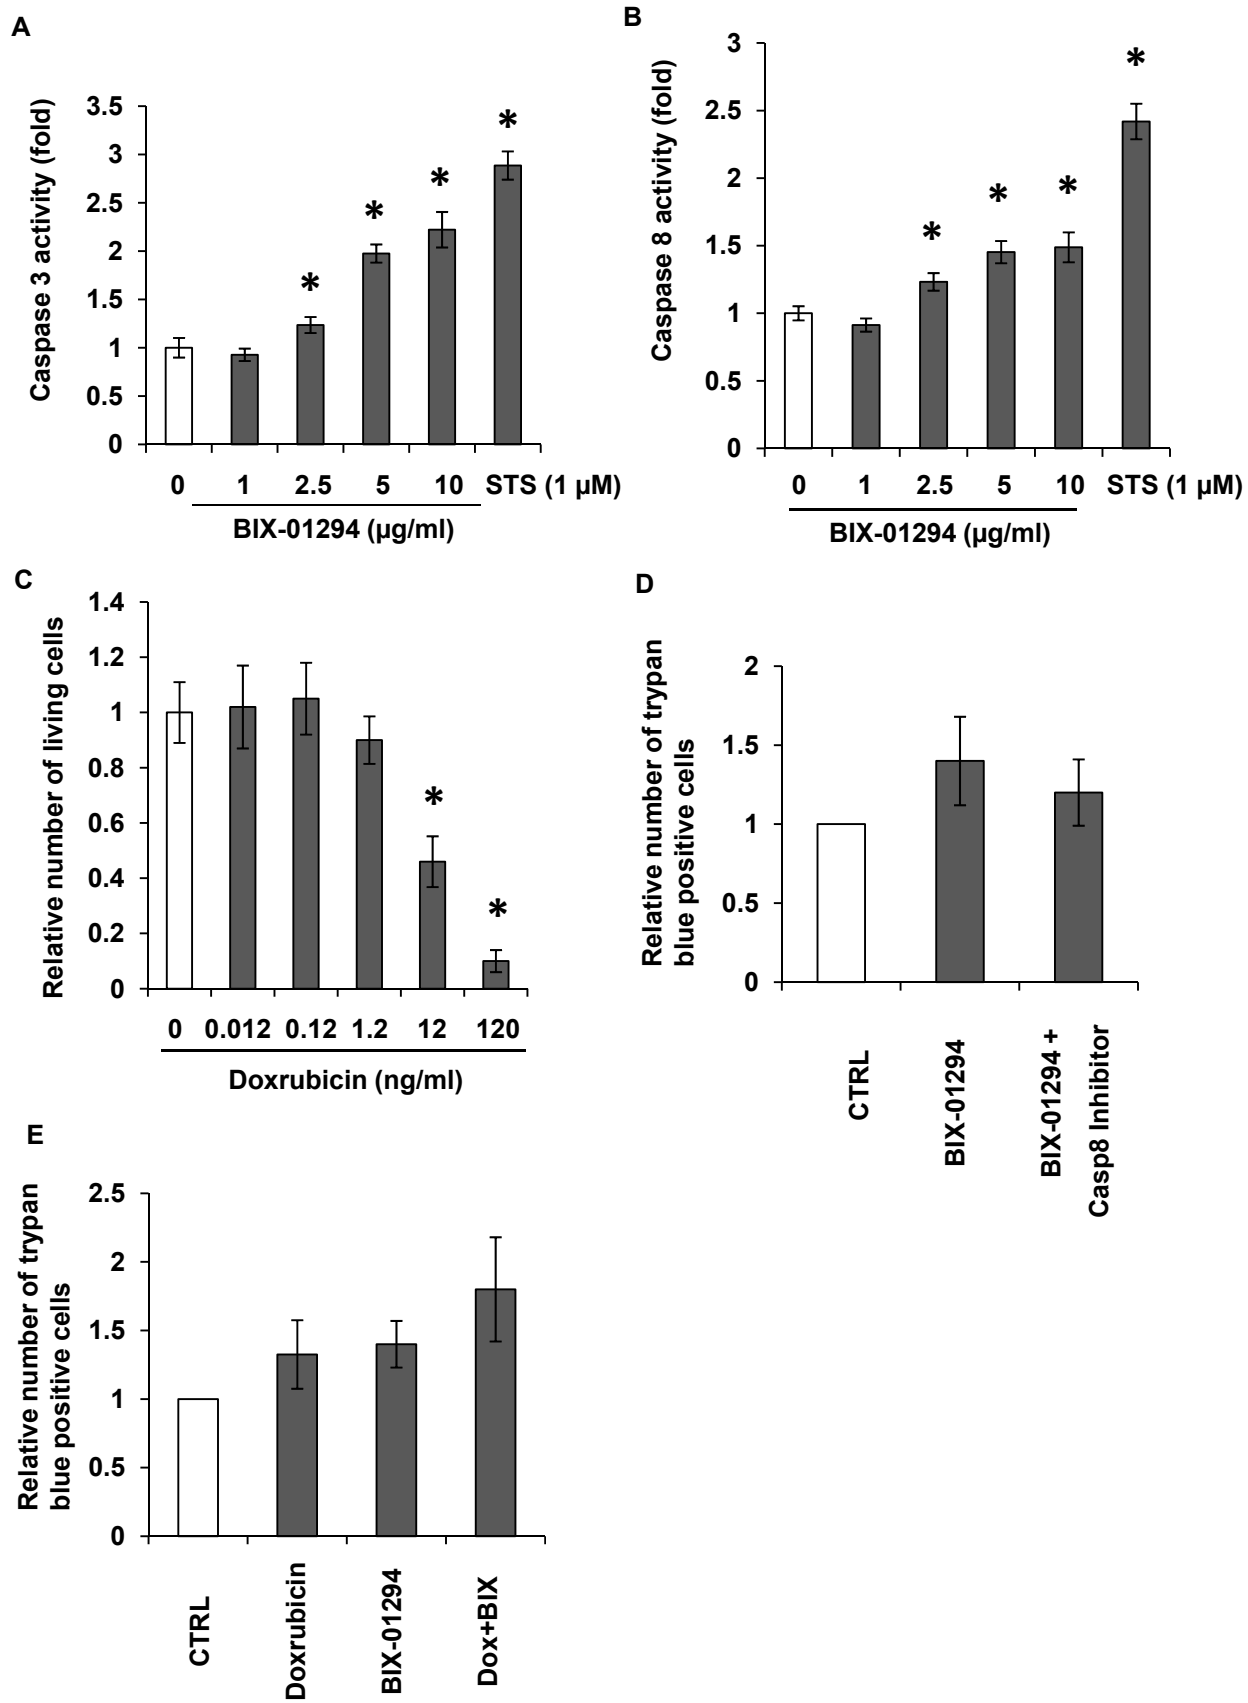 A
Caspase 3 activity (fold)
3.5
3
2.5
2
1.5
1
0.5
0
*
*
*
*
0 1 2.5 5 10 STS (1 µM)
BIX-01294 (µg/ml)
B
Caspase 8 activity (fold)
3
2.5
2
1.5
1
0.5
0
*
*
*
*
0 1 2.5 5 10 STS (1 µM)
BIX-01294 (µg/ml)
C
Relative number of living cells
1.4
1.2
1
0.8
0.6
0.4
0.2
0
*
*
0 0.012 0.12 1.2 12 120
Doxrubicin (ng/ml)
D
Relative number of trypan
blue positive cells
2
1.5
1
0.5
0
CTRL
BIX-01294
BIX-01294 +
Casp8 Inhibitor
E
Relative number of trypan
blue positive cells
2.5
2
1.5
1
0.5
0
CTRL
Doxrubicin
BIX-01294
Dox+BIX